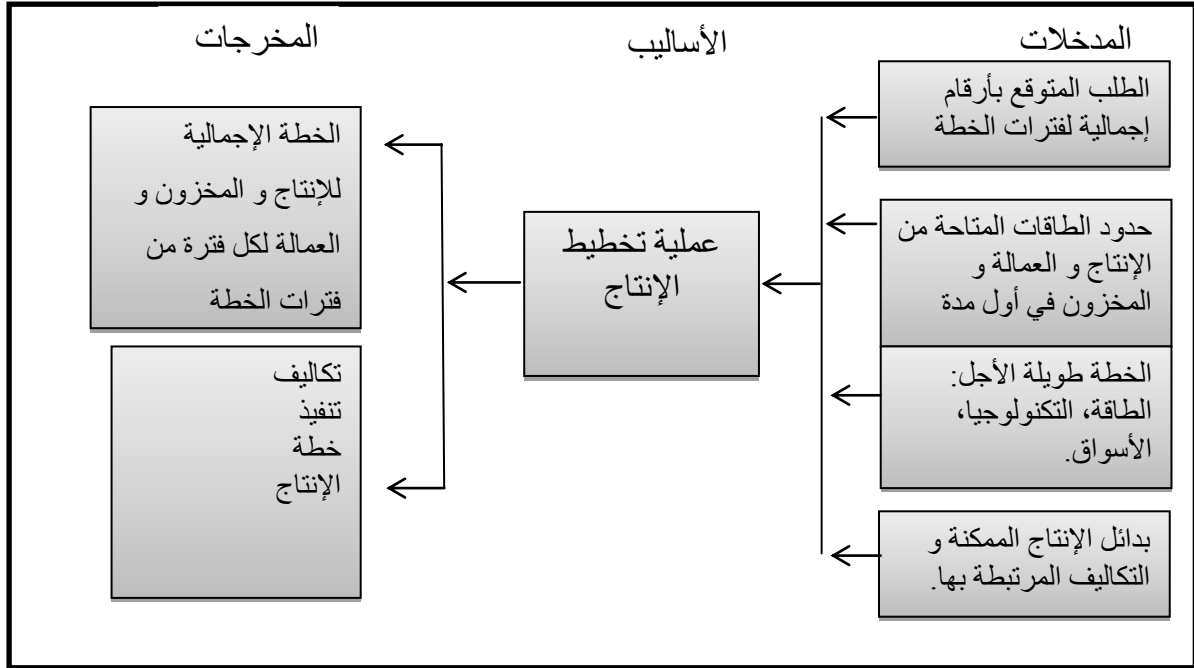 المدخلات
الأساليب
المخرجات
الطلب المتوقع بأرقام
إجمالية لفترات الخطة
حدود الطاقات المتاحة من
الإنتاج و العمالة و
المخزون في أول مدة
الخطة طويلة الأجل:
الطاقة، التكنولوجيا،
الأسواق.
بدائل الإنتاج الممكنة و
التكاليف المرتبطة بها.
عملية تخطيط
الإنتاج
الخطة الإجمالية
للإنتاج و المخزون و
العمالة لكل فترة من
فترات الخطة
تكاليف
تنفيذ
خطة
الإنتاج